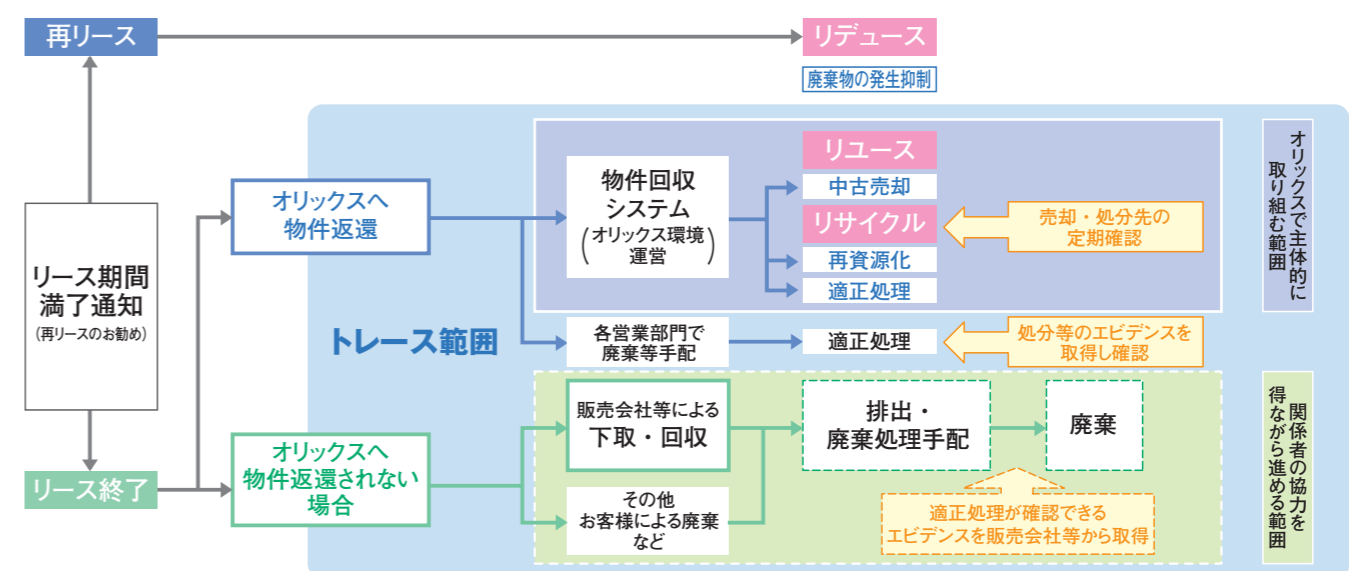 再リース
リデュース
廃棄物の発生抑制
リース期間
満了通知
(再リースのお勧め)
リース終了
トレース範囲
オリックスへ
物件返還
物件回収
システム
(オリックス環境
運営)
リユース
中古売却
リサイクル
再資源化
適正処理
売却・処分先の
定期確認
オリックスで主体的に
取り組む範囲
各営業部門で
廃棄等手配
適正処理
処分等のエビデンスを
取得し確認
オリックスへ
物件返還されない
場合
販売会社等による
下取・回収
その他
お客様による廃棄
など
排出・
廃棄処理手配
廃棄
適正処理が確認できる
エビデンスを販売会社等から取得
関係者の協力を
得ながら進める範囲